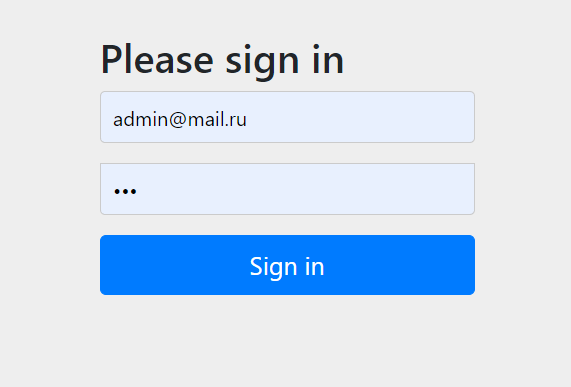 Please sign in
admin@mail.ru
•••
Sign in